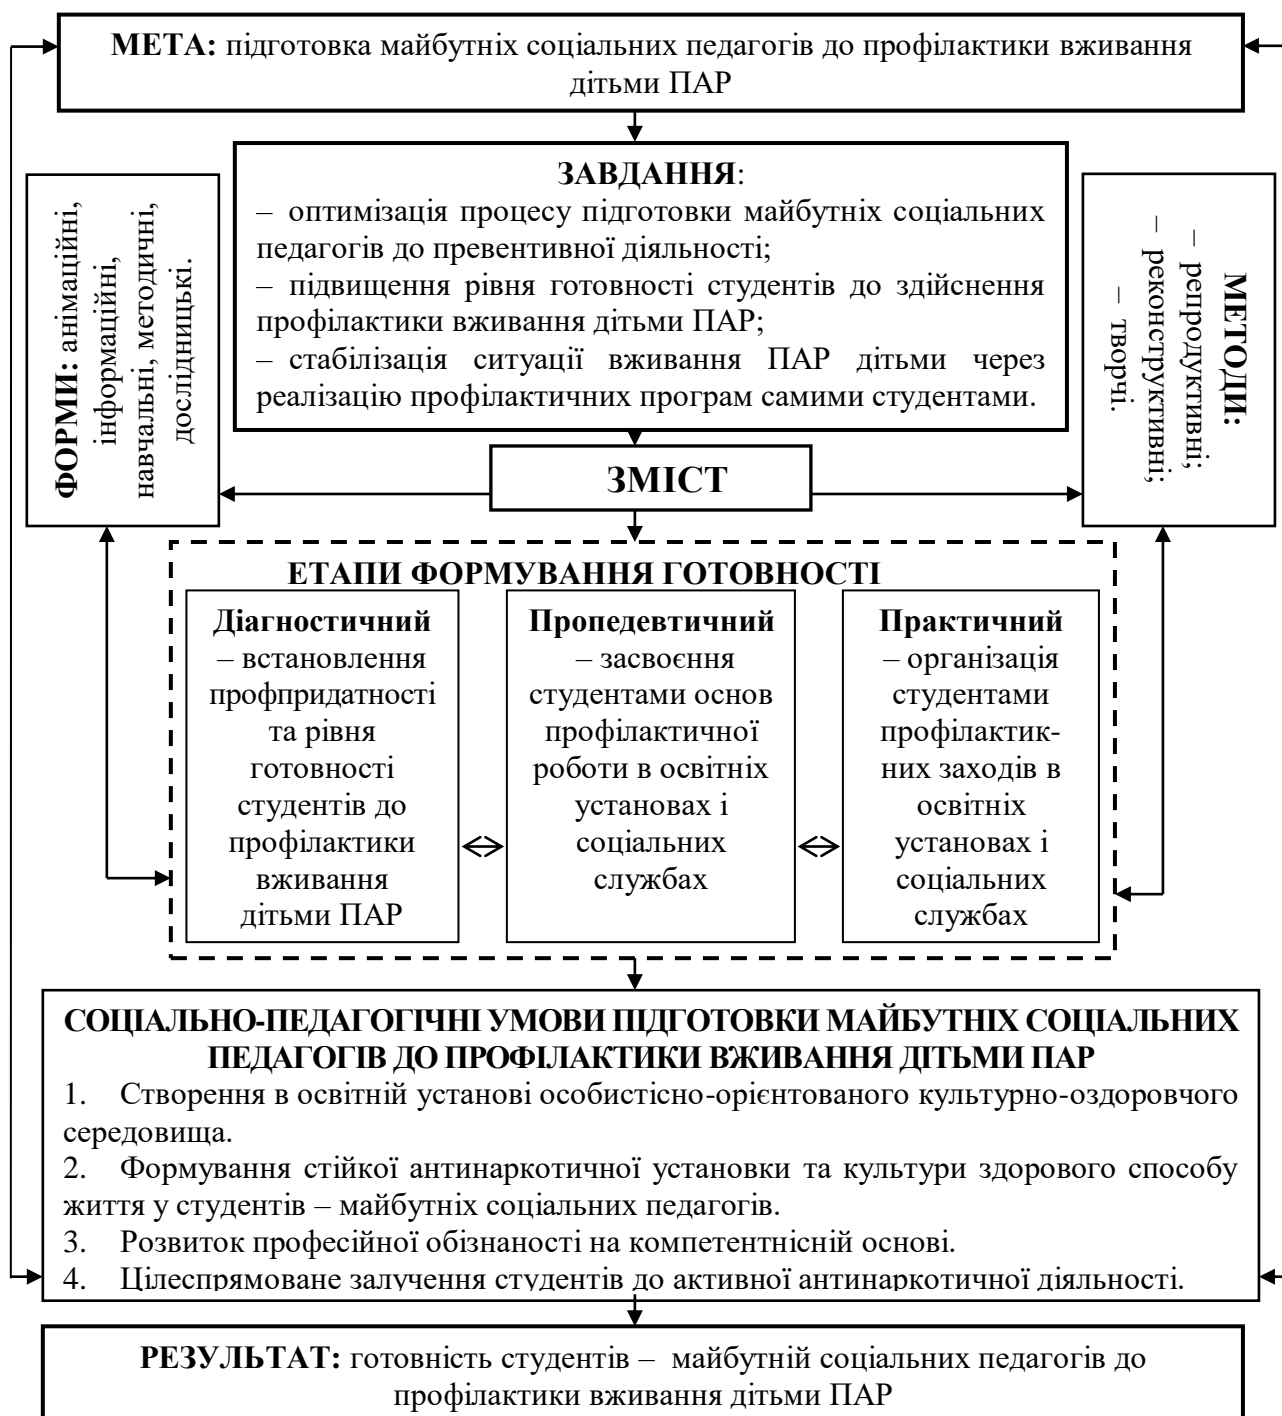 МЕТА: підготовка майбутніх соціальних педагогів до профілактики вживання
дітьми ПАР
ЗАВДАННЯ:
– оптимізація процесу підготовки майбутніх соціальних
педагогів до превентивної діяльності;
– підвищення рівня готовності студентів до здійснення
профілактики вживання дітьми ПАР;
– стабілізація ситуації вживання ПАР дітьми через
реалізацію профілактичних програм самими студентами.
ФОРМИ: анімаційні,
інформаційні,
навчальні, методичні,
дослідницькі.
МЕТОДИ:
– репродуктивні;
– реконструктивні;
– творчі.
ЗМІСТ
ЕТАПИ ФОРМУВАННЯ ГОТОВНОСТІ
Діагностичний
– встановлення
профпридатності
та рівня
готовності
студентів до
профілактики
вживання
дітьми ПАР
Пропедевтичний
– засвоєння
студентами основ
профілактичної
роботи в освітніх
установах і
соціальних
службах
Практичний
– організація
студентами
профілактик-
них заходів в
освітніх
установах і
соціальних
службах
СОЦІАЛЬНО-ПЕДАГОГІЧНІ УМОВИ ПІДГОТОВКИ МАЙБУТНІХ СОЦІАЛЬНИХ
ПЕДАГОГІВ ДО ПРОФІЛАКТИКИ ВЖИВАННЯ ДІТЬМИ ПАР
1. Створення в освітній установі особистісно-орієнтованого культурно-оздоровчого
середовища.
2. Формування стійкої антинаркотичної установки та культури здорового способу
життя у студентів – майбутніх соціальних педагогів.
3. Розвиток професійної обізнаності на компетентнісній основі.
4. Цілеспрямоване залучення студентів до активної антинаркотичної діяльності.
РЕЗУЛЬТАТ: готовність студентів – майбутній соціальних педагогів до
профілактики вживання дітьми ПАР